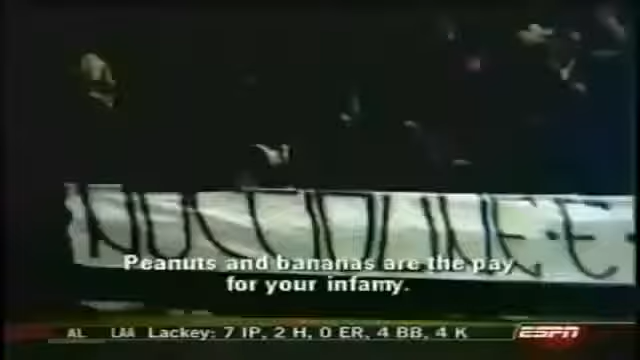 NOCCIOLINE·E·
Peanuts and bananas are the pay
for your infamy.
AL LAA Lackey: 7 IP, 2 H, 0 ER, 4 BB, 4 K ESPN